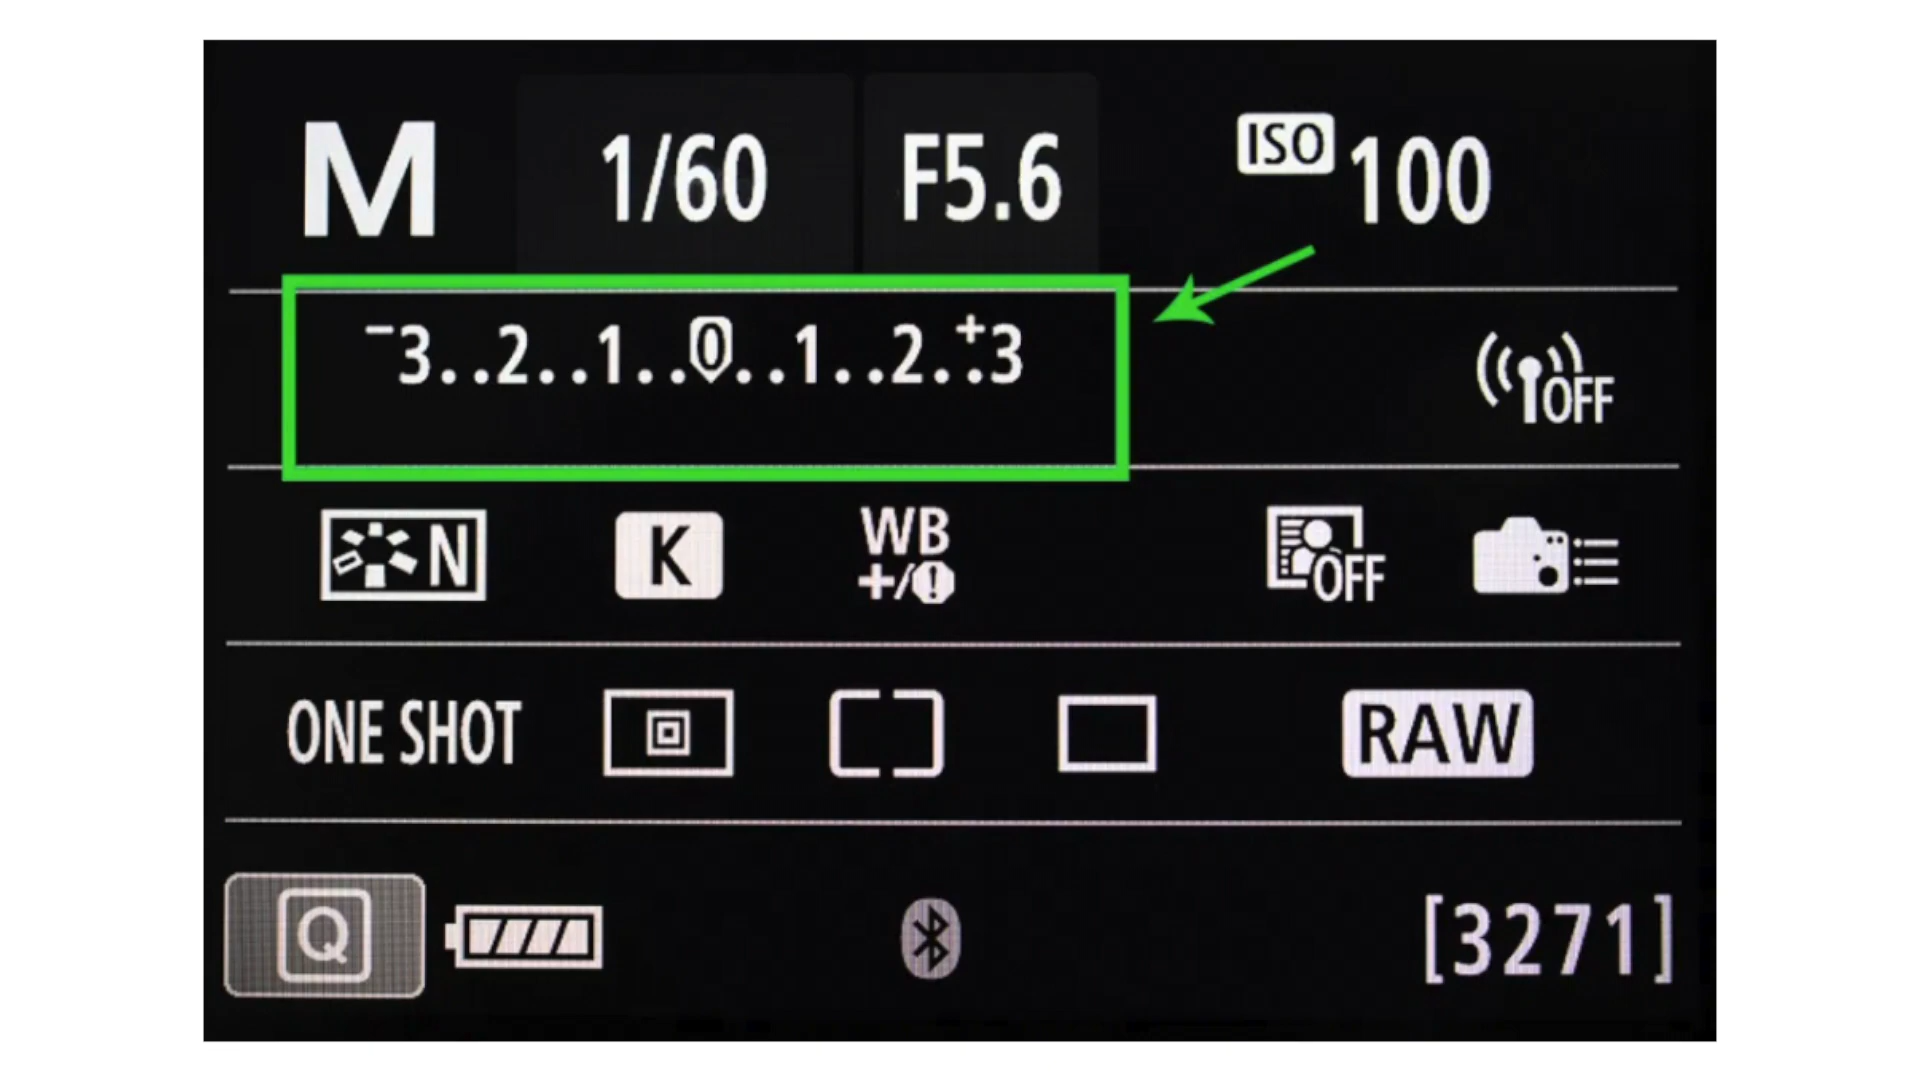 M 1/60 F5.6 ISO 100
-3..2..1..0..1..2..+3
OFF
N K WB +/- OFF
ONE SHOT RAW
Q [3271]